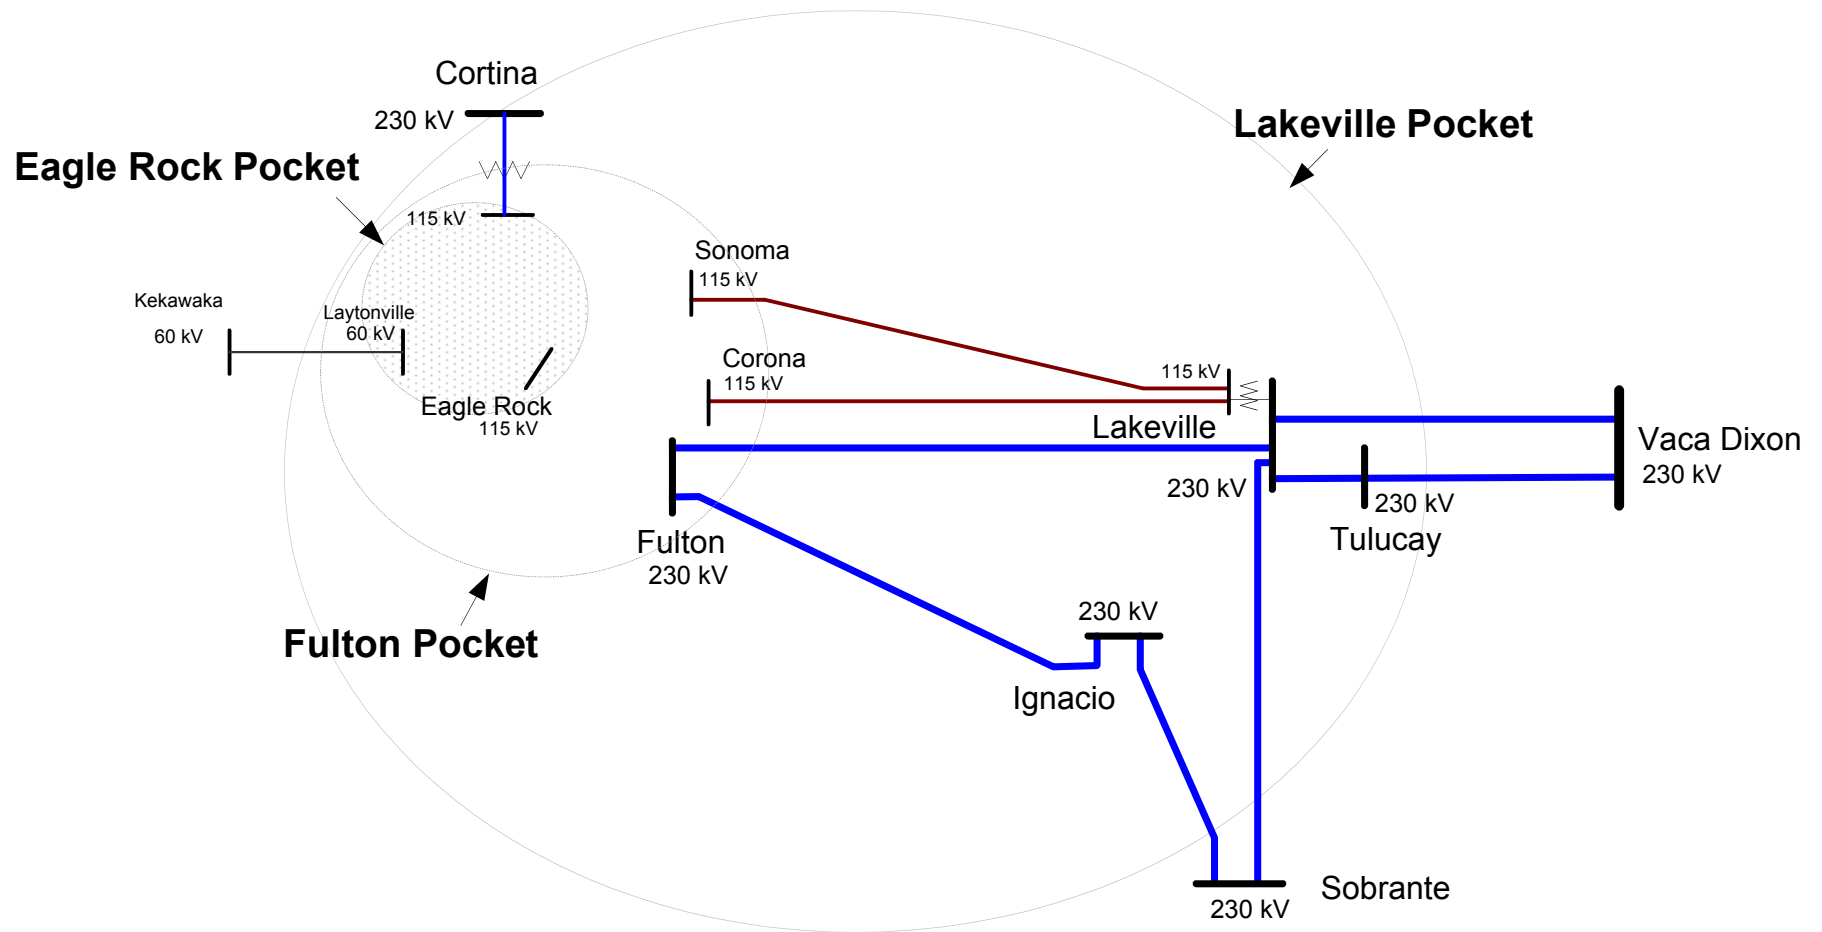 Cortina
230 kV
Lakeville Pocket
Eagle Rock Pocket
115 kV
Sonoma
115 kV
Kekawaka
60 kV
Laytonville
60 kV
Corona
115 kV
115 kV
Eagle Rock
115 kV
Lakeville
230 kV
Vaca Dixon
230 kV
230 kV
Tulucay
Fulton
230 kV
Fulton Pocket
230 kV
Ignacio
Sobrante
230 kV